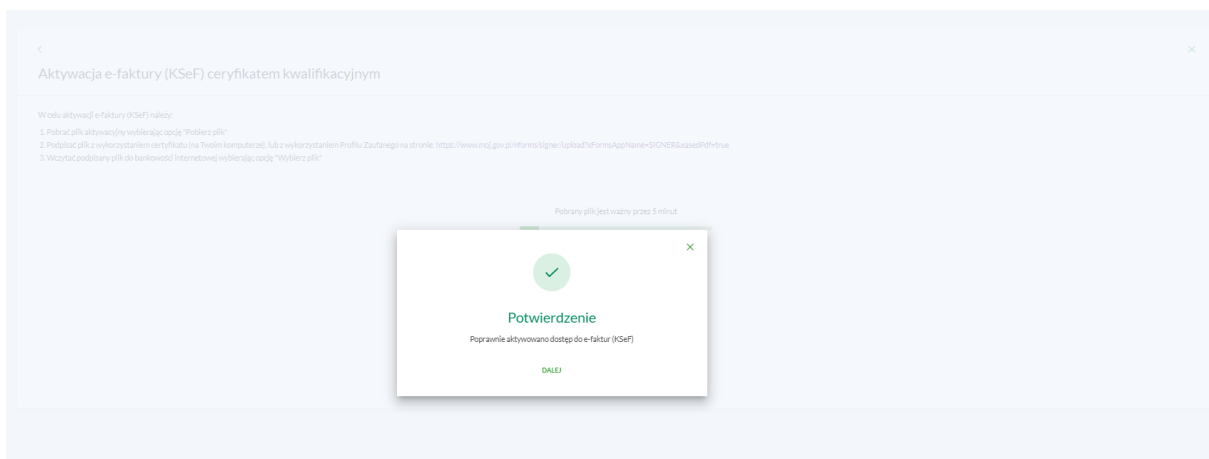 Aktywacja e-faktury (KSeF) ceryfikatem kwalifikacyjnym
W celu aktywacji e-faktury (KSeF) należy:
1. Pobrać plik aktywacyjny wybierając opcję "Pobierz plik"
2. Podpisać plik z wykorzystaniem certyfikatu (na Twoim komputerze), lub z wykorzystaniem Profilu Zaufanego na stronie: https://www.moj.gov.pl/nforms/signer/upload?xFormsAppName=SIGNER&xadesPdf=true
3. Wczytać podpisany plik do bankowości internetowej wybierając opcję "Wybierz plik"
Pobrany plik jest ważny przez 5 minut
Potwierdzenie
Poprawnie aktywowano dostęp do e-faktur (KSeF)
DALEJ